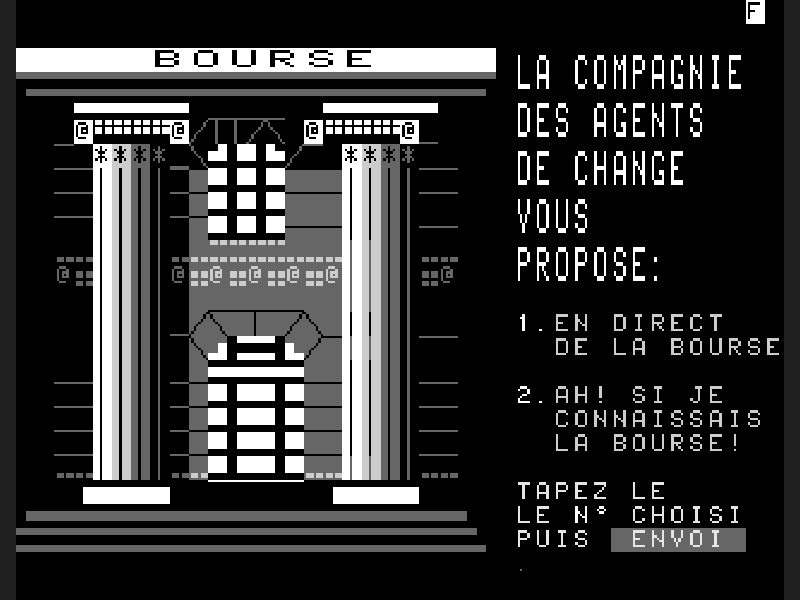 F
BOURSE
LA COMPAGNIE
DES AGENTS
DE CHANGE
VOUS
PROPOSE:
1. EN DIRECT
DE LA BOURSE
2. AH! SI JE
CONNAISSAIS
LA BOURSE!
TAPEZ LE
LE N° CHOISI
PUIS ENVOI